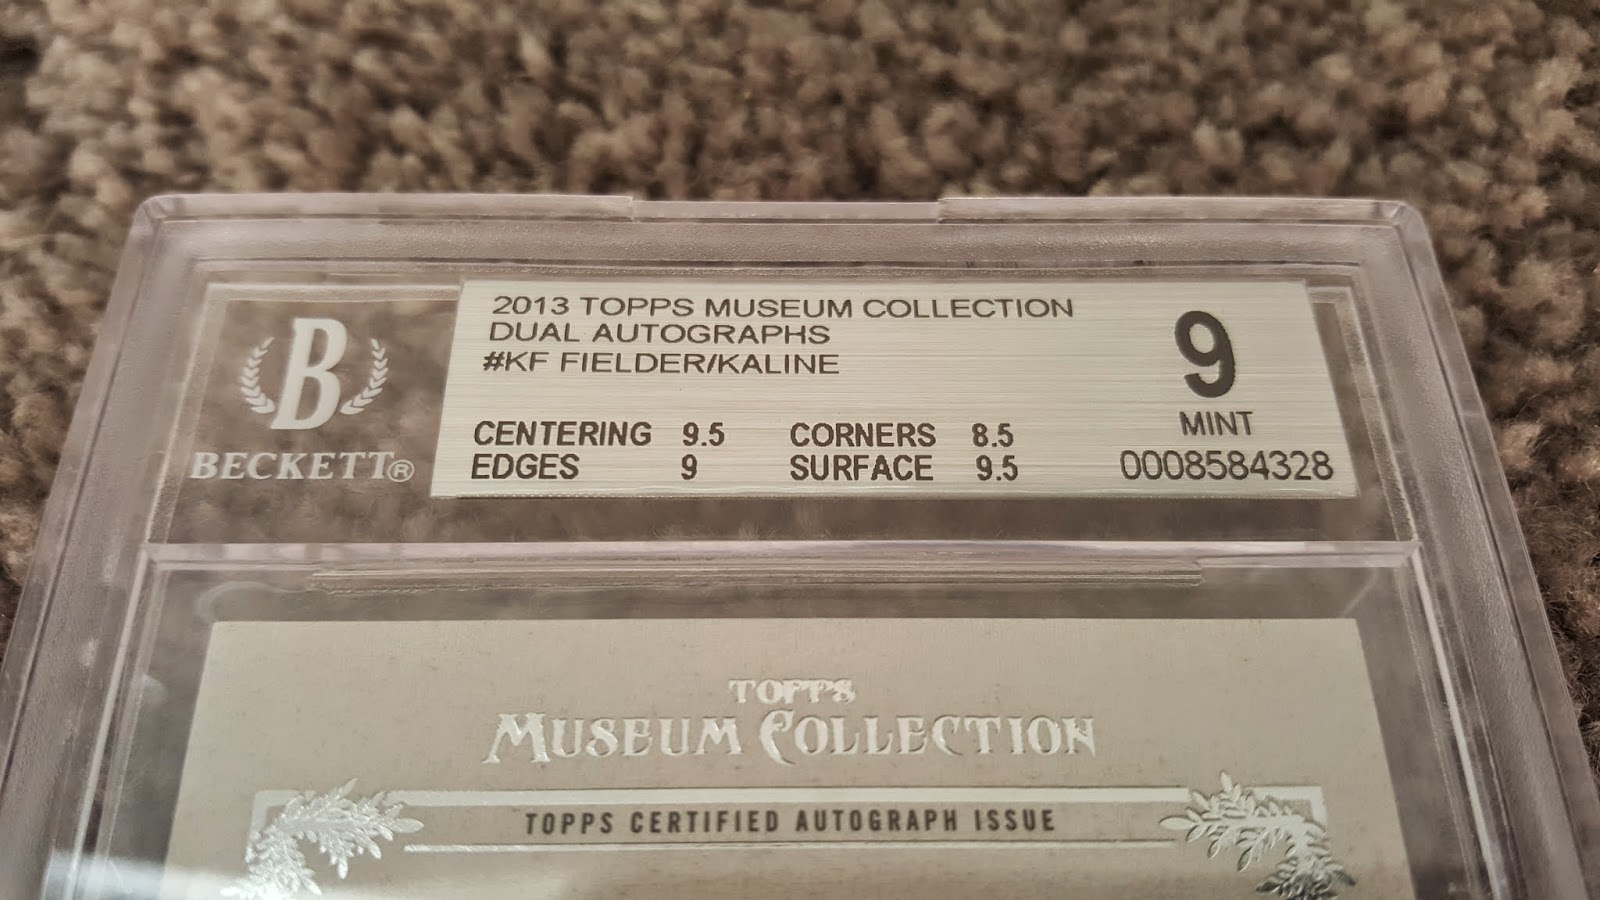 B
BECKETT®
2013 TOPPS MUSEUM COLLECTION
DUAL AUTOGRAPHS
#KF FIELDER/KALINE
CENTERING 9.5 CORNERS 8.5
EDGES 9 SURFACE 9.5
9
MINT
0008584328
TOPPS
MUSEUM COLLECTION
TOPPS CERTIFIED AUTOGRAPH ISSUE